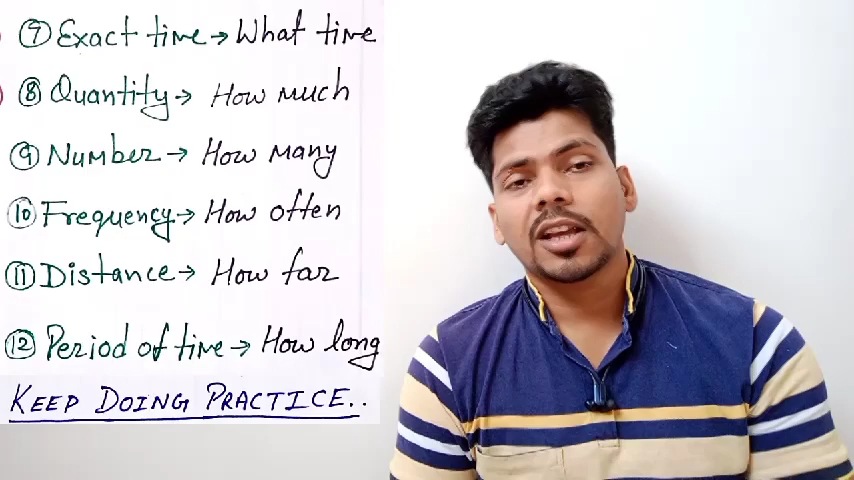 ⑦ Exact time → What time
⑧ Quantity → How much
⑨ Number → How many
⑩ Frequency → How often
⑪ Distance → How far
⑫ Period of time → How long
KEEP DOING PRACTICE..